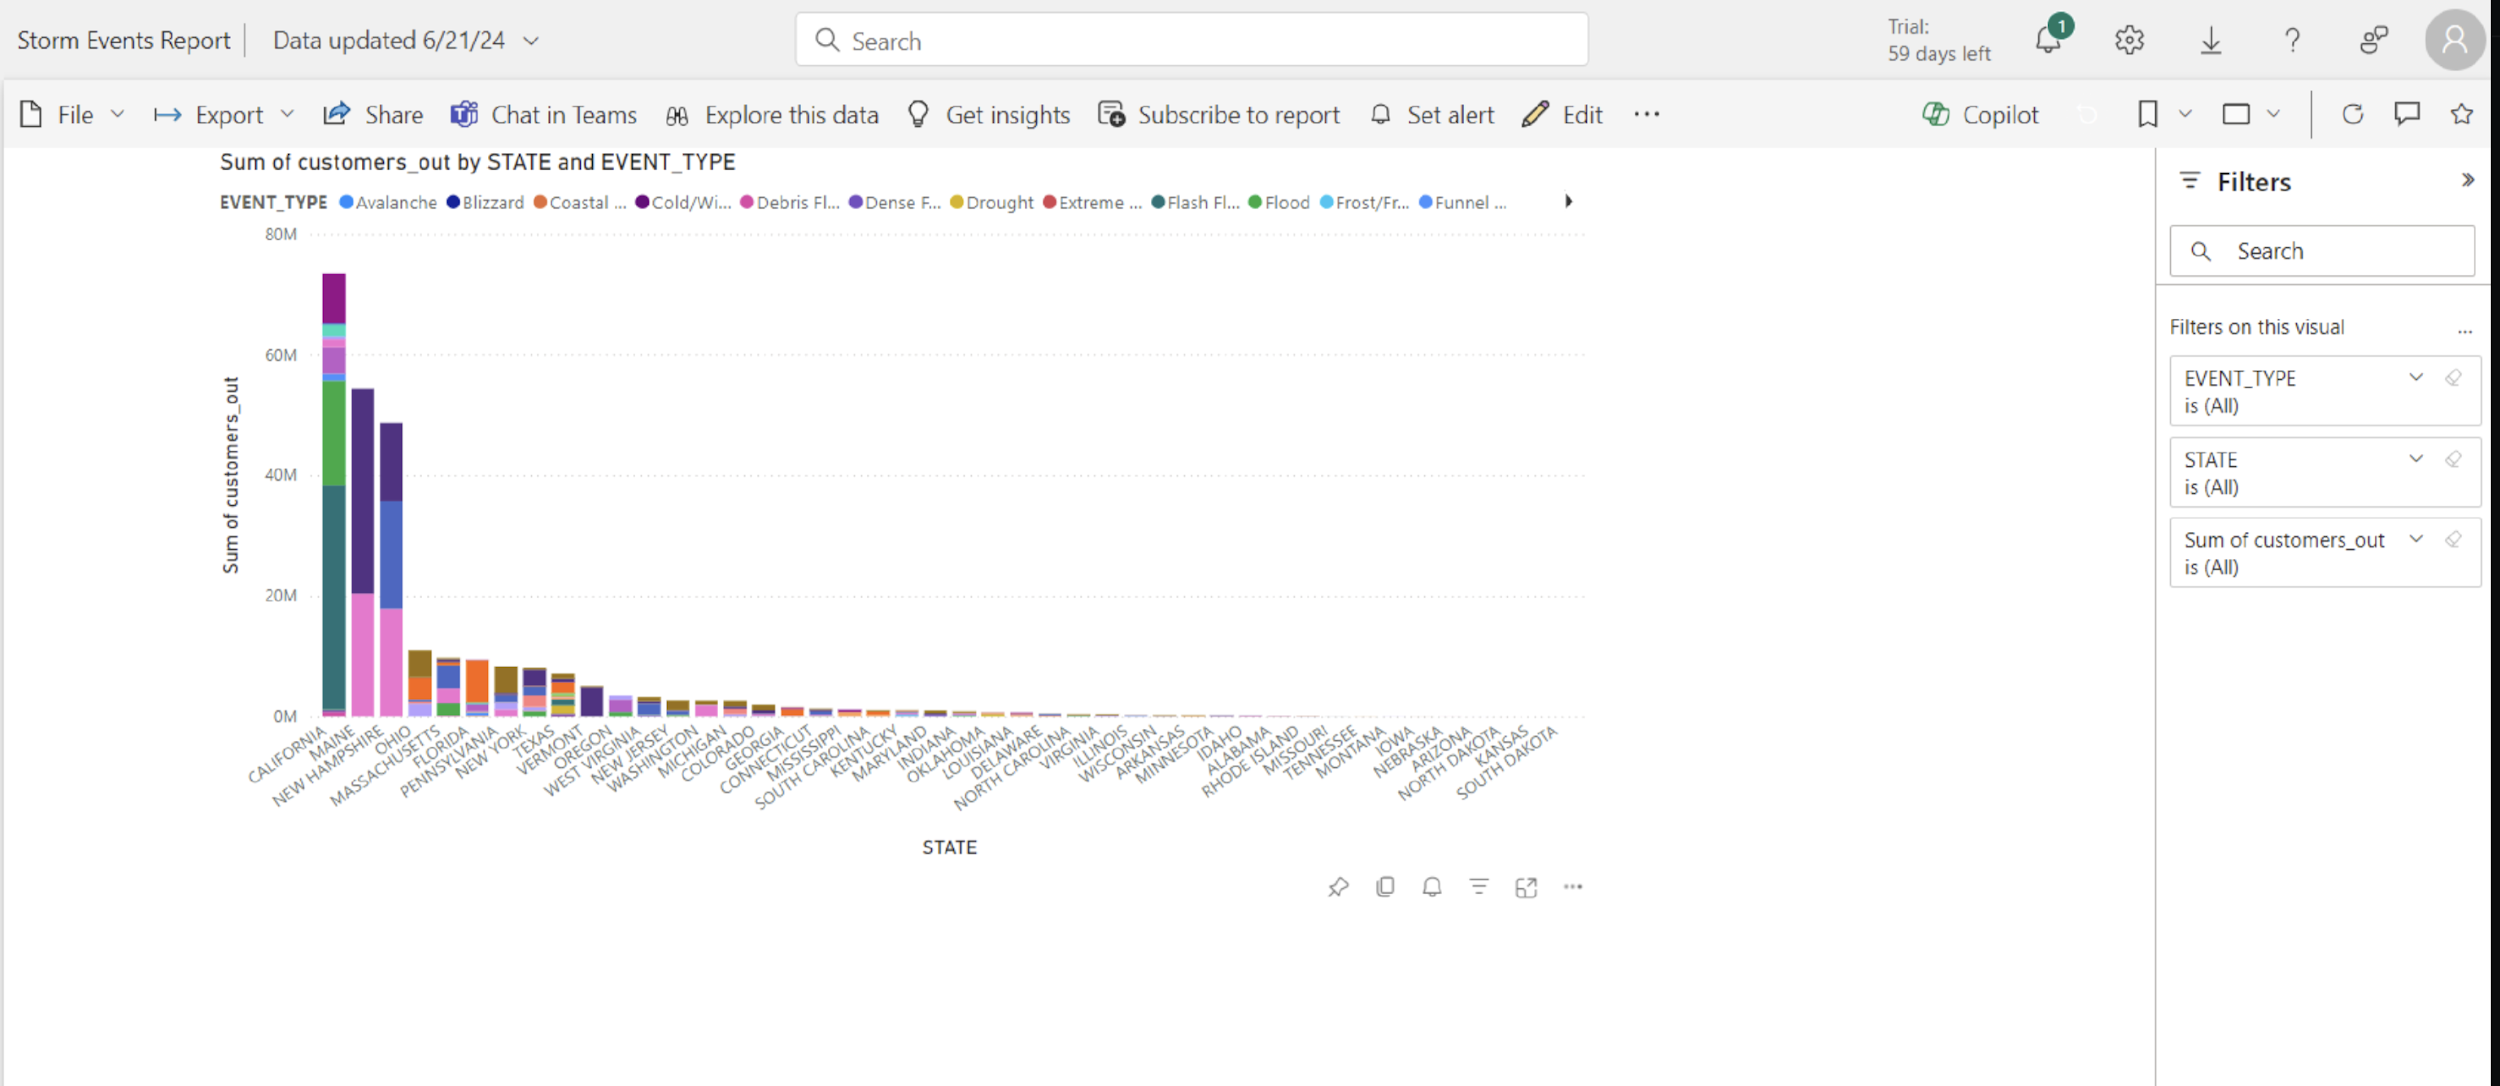 Storm Events Report
Data updated 6/21/24
Search
Trial:
59 days left
1
File
Export
Share
Chat in Teams
Explore this data
Get insights
Subscribe to report
Set alert
Edit
Copilot
Sum of customers_out by STATE and EVENT_TYPE
EVENT_TYPE Avalanche Blizzard Coastal ... Cold/Wi... Debris Fl... Dense F... Drought Extreme ... Flash Fl... Flood Frost/Fr... Funnel ...
80M
60M
40M
20M
0M
Sum of customers_out
CALIFORNIA
MAINE
NEW HAMPSHIRE
OHIO
MASSACHUSETTS
FLORIDA
PENNSYLVANIA
NEW YORK
TEXAS
VERMONT
OREGON
WEST VIRGINIA
NEW JERSEY
WASHINGTON
MICHIGAN
COLORADO
GEORGIA
CONNECTICUT
MISSISSIPPI
SOUTH CAROLINA
KENTUCKY
MARYLAND
INDIANA
OKLAHOMA
LOUISIANA
DELAWARE
NORTH CAROLINA
VIRGINIA
ILLINOIS
WISCONSIN
ARKANSAS
MINNESOTA
IDAHO
ALABAMA
RHODE ISLAND
MISSOURI
TENNESSEE
MONTANA
IOWA
NEBRASKA
ARIZONA
NORTH DAKOTA
KANSAS
SOUTH DAKOTA
STATE
Filters
Search
Filters on this visual
...
EVENT_TYPE
is (All)
STATE
is (All)
Sum of customers_out
is (All)